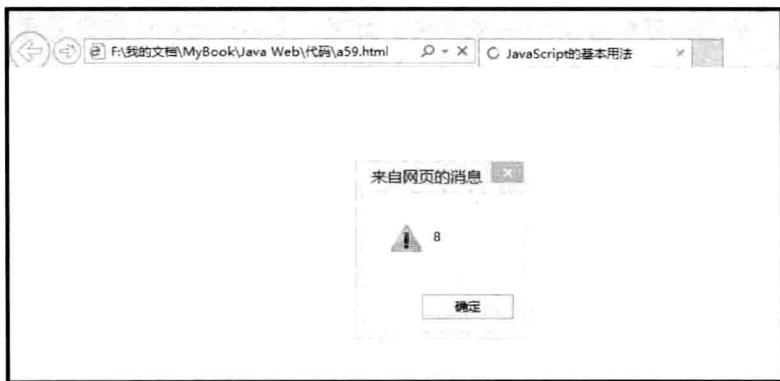 F:\我的文档\MyBook\Java Web\代码\a59.html
JavaScript的基本用法
来自网页的消息
8
确定